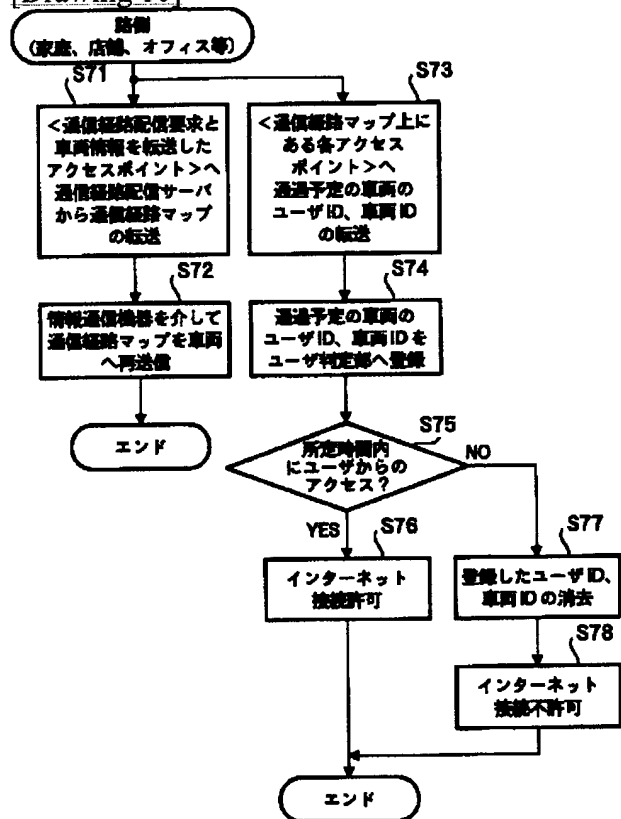 路側
(家庭、店舗、オフィス等)
S71
<通信経路配信要求と
車両情報を転送した
アクセスポイント>へ
通信経路配信サーバ
から通信経路マップ
の転送
S72
情報通信機器を介して
通信経路マップを車両
へ再送信
エンド
S73
<通信経路マップ上に
ある各アクセス
ポイント>へ
通過予定の車両の
ユーザID、車両ID
の転送
S74
通過予定の車両の
ユーザID、車両IDを
ユーザ判定部へ登録
S75
所定時間内
にユーザからの
アクセス?
NO
YES
S76
インターネット
接続許可
S77
登録したユーザID、
車両IDの消去
S78
インターネット
接続不許可
エンド